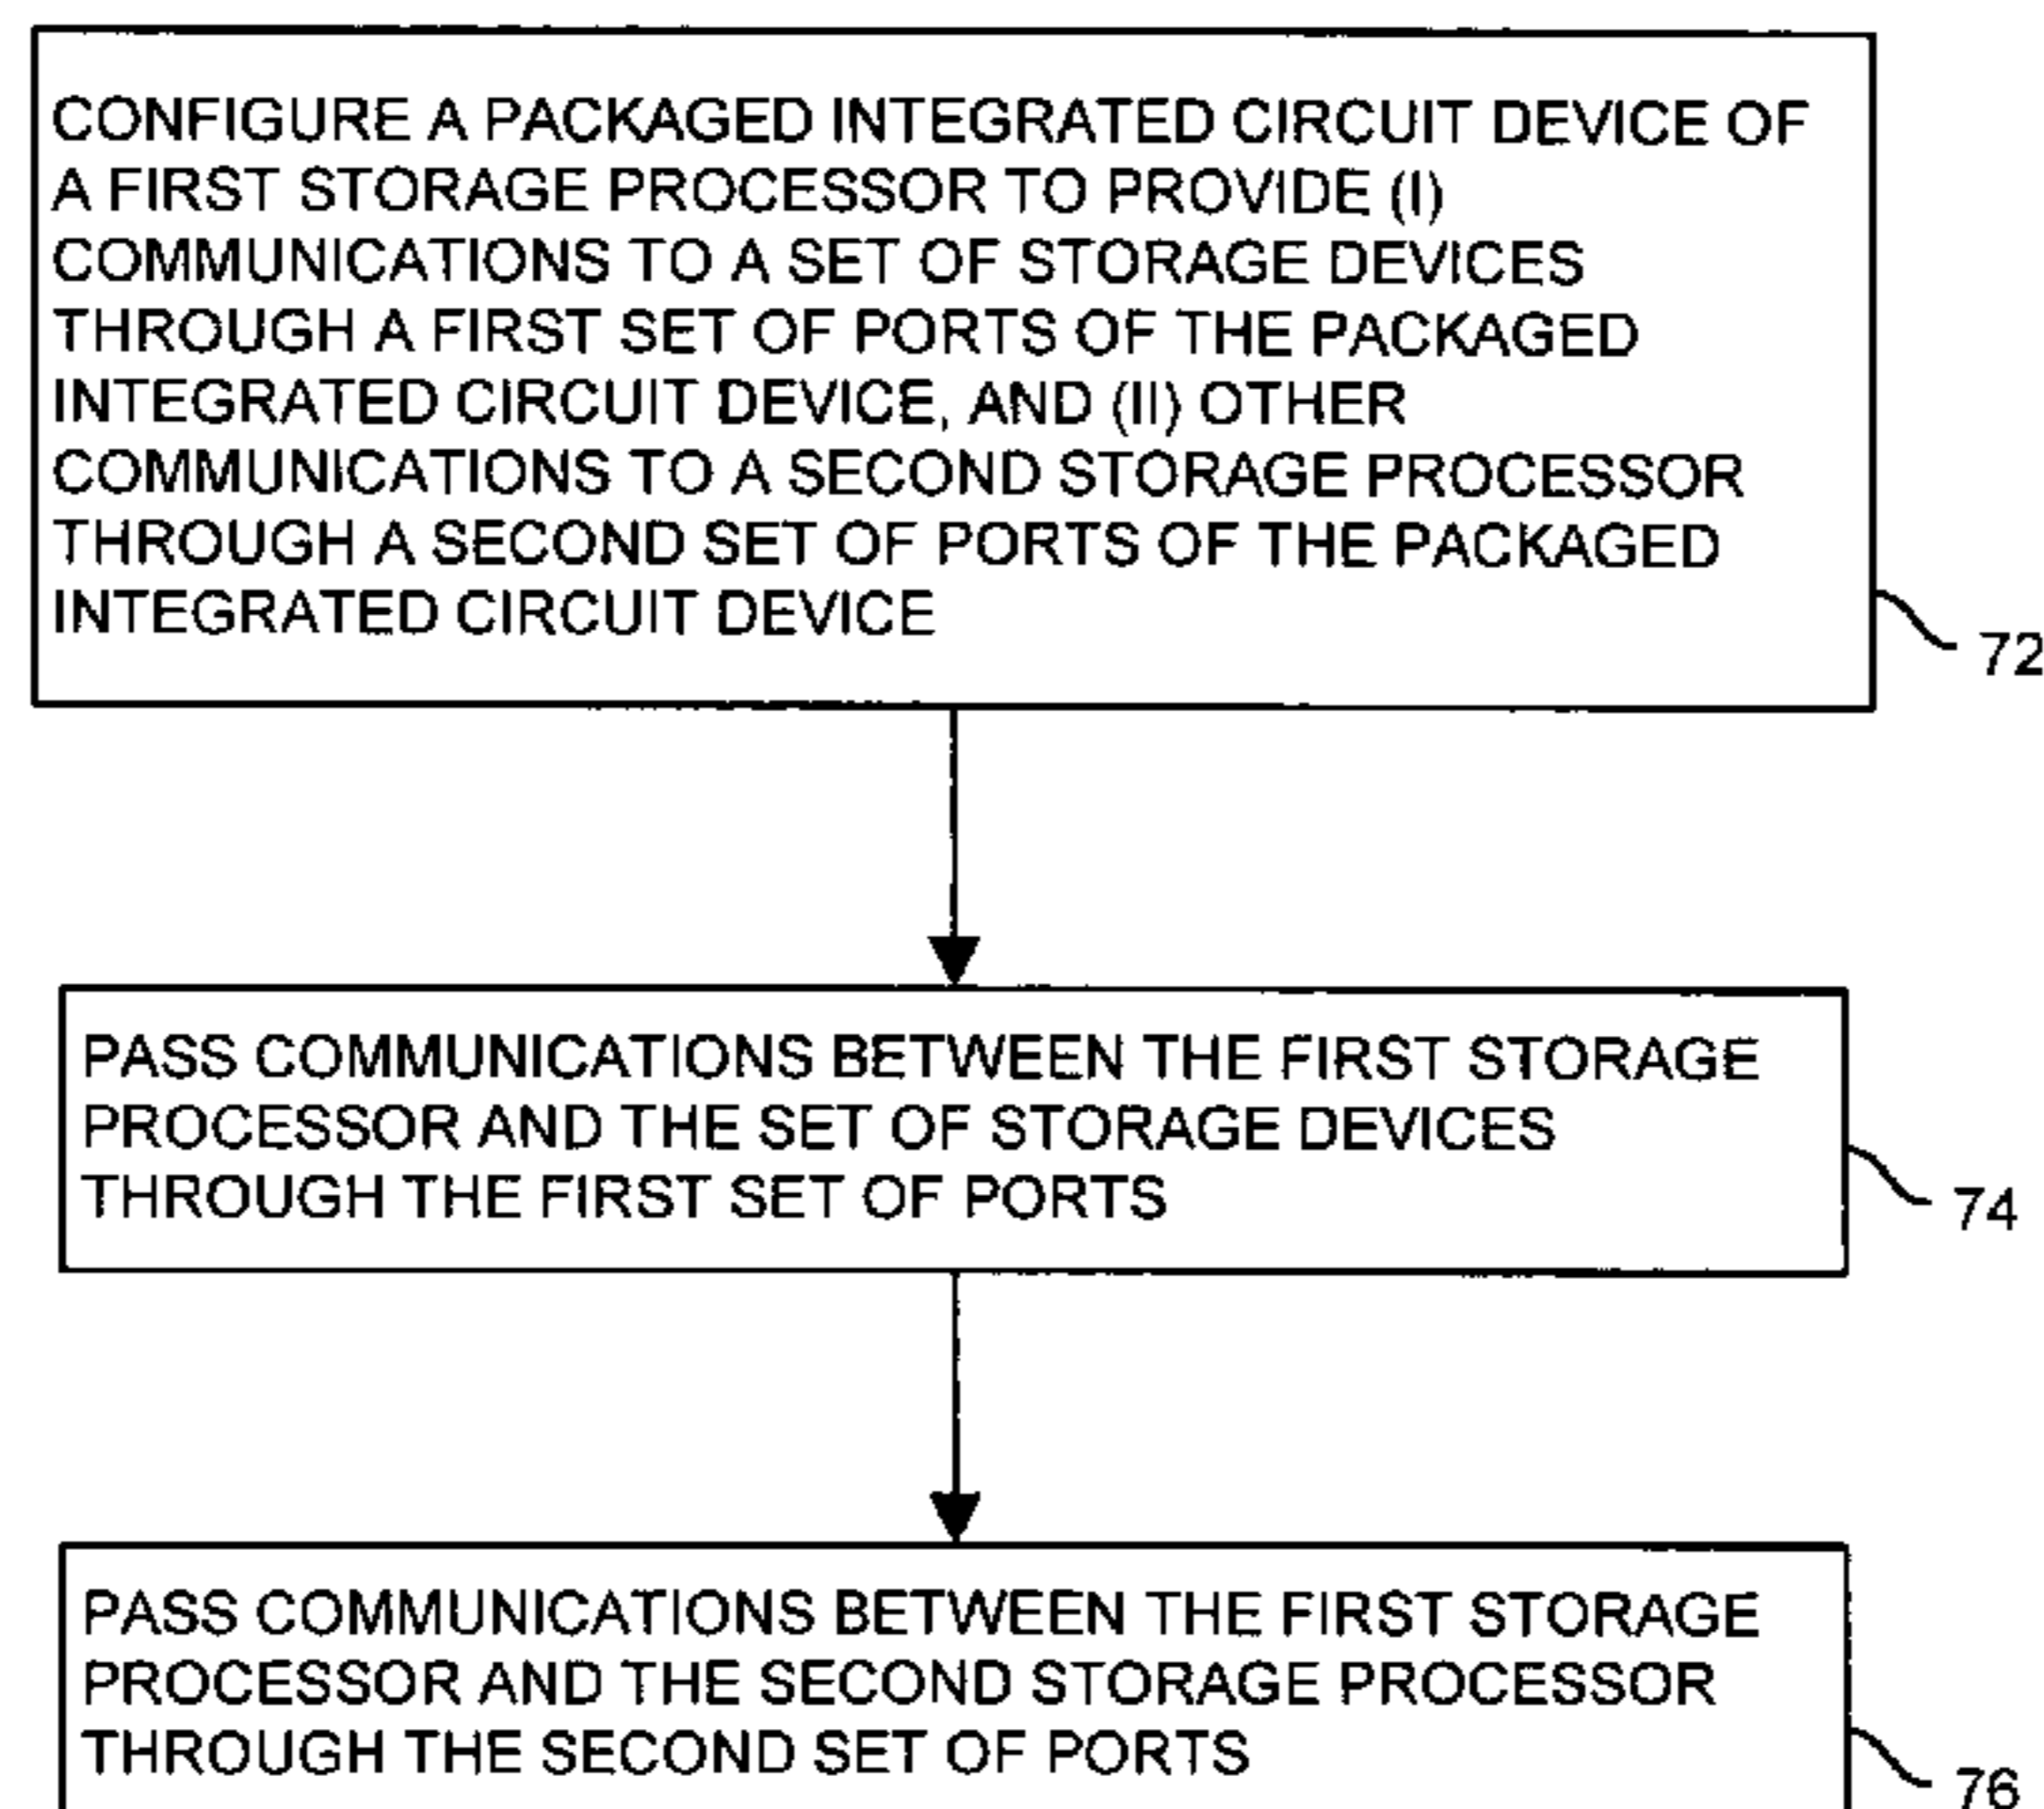 CONFIGURE A PACKAGED INTEGRATED CIRCUIT DEVICE OF
A FIRST STORAGE PROCESSOR TO PROVIDE (I)
COMMUNICATIONS TO A SET OF STORAGE DEVICES
THROUGH A FIRST SET OF PORTS OF THE PACKAGED
INTEGRATED CIRCUIT DEVICE, AND (II) OTHER
COMMUNICATIONS TO A SECOND STORAGE PROCESSOR
THROUGH A SECOND SET OF PORTS OF THE PACKAGED
INTEGRATED CIRCUIT DEVICE
72
PASS COMMUNICATIONS BETWEEN THE FIRST STORAGE
PROCESSOR AND THE SET OF STORAGE DEVICES
THROUGH THE FIRST SET OF PORTS
74
PASS COMMUNICATIONS BETWEEN THE FIRST STORAGE
PROCESSOR AND THE SECOND STORAGE PROCESSOR
THROUGH THE SECOND SET OF PORTS
76